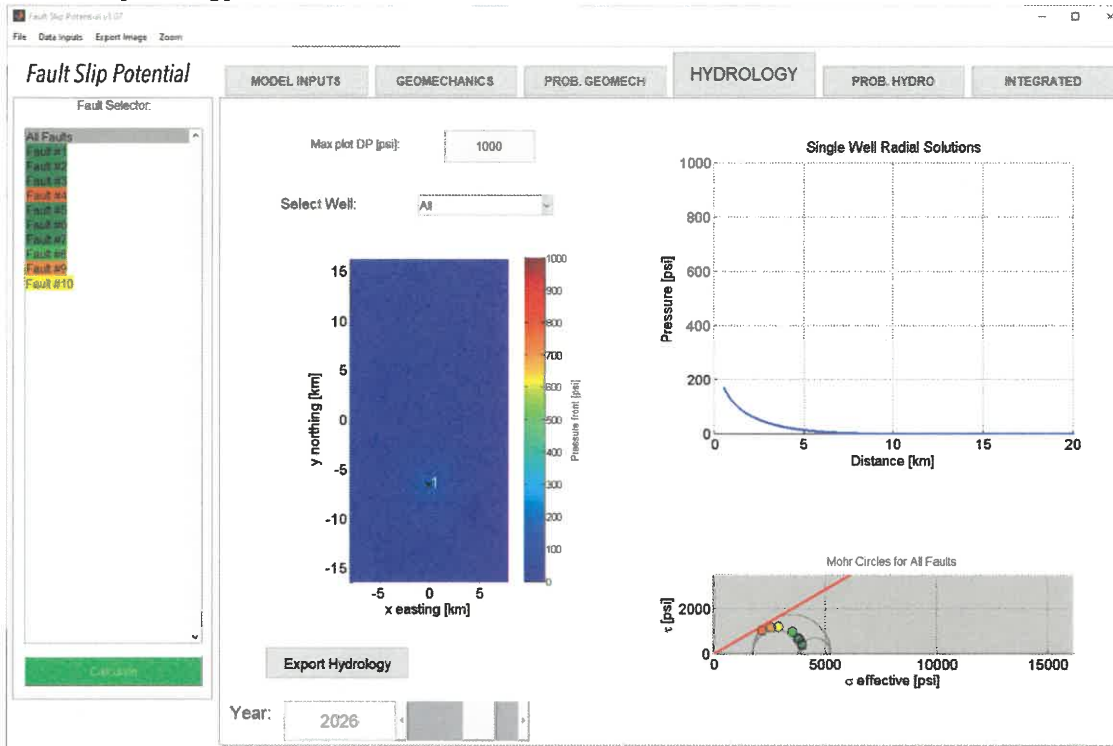 Fault Slip Potential v1.07
File Data Inputs Export Image Zoom
Fault Slip Potential
MODEL INPUTS GEOMECHANICS PROB. GEOMECH HYDROLOGY PROB. HYDRO INTEGRATED
Fault Selector:
All Faults
Fault #1
Fault #2
Fault #3
Fault #4
Fault #5
Fault #6
Fault #7
Fault #8
Fault #9
Fault #10
Calculate
Max plot DP [psi]: 1000
Select Well: All
15
10
5
0
-5
-10
-15
y northing [km]
-5 0 5
x easting [km]
1
1000
900
800
700
600
500
400
300
200
100
0
Pressure front [psi]
Export Hydrology
Year: 2026
Single Well Radial Solutions
1000
800
600
400
200
0
Pressure [psi]
0 5 10 15 20
Distance [km]
Mohr Circles for All Faults
2000
0
τ [psi]
0 5000 10000 15000
σ effective [psi]